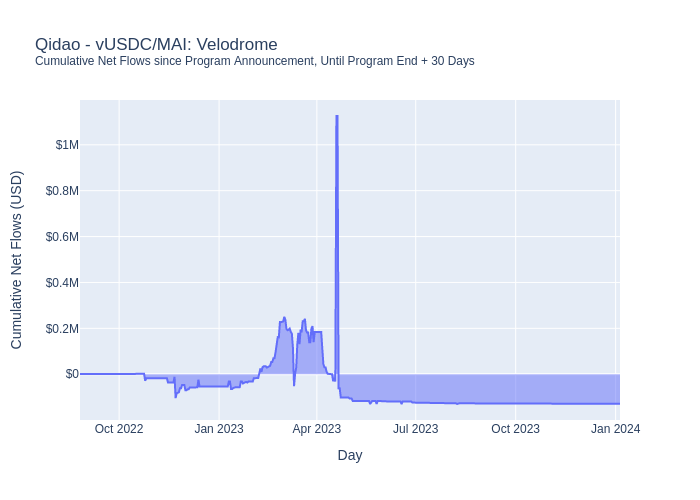 Qidao - vUSDC/MAI: Velodrome
Cumulative Net Flows since Program Announcement, Until Program End + 30 Days
Cumulative Net Flows (USD)
$1M
$0.8M
$0.6M
$0.4M
$0.2M
$0
Oct 2022 Jan 2023 Apr 2023 Jul 2023 Oct 2023 Jan 2024
Day